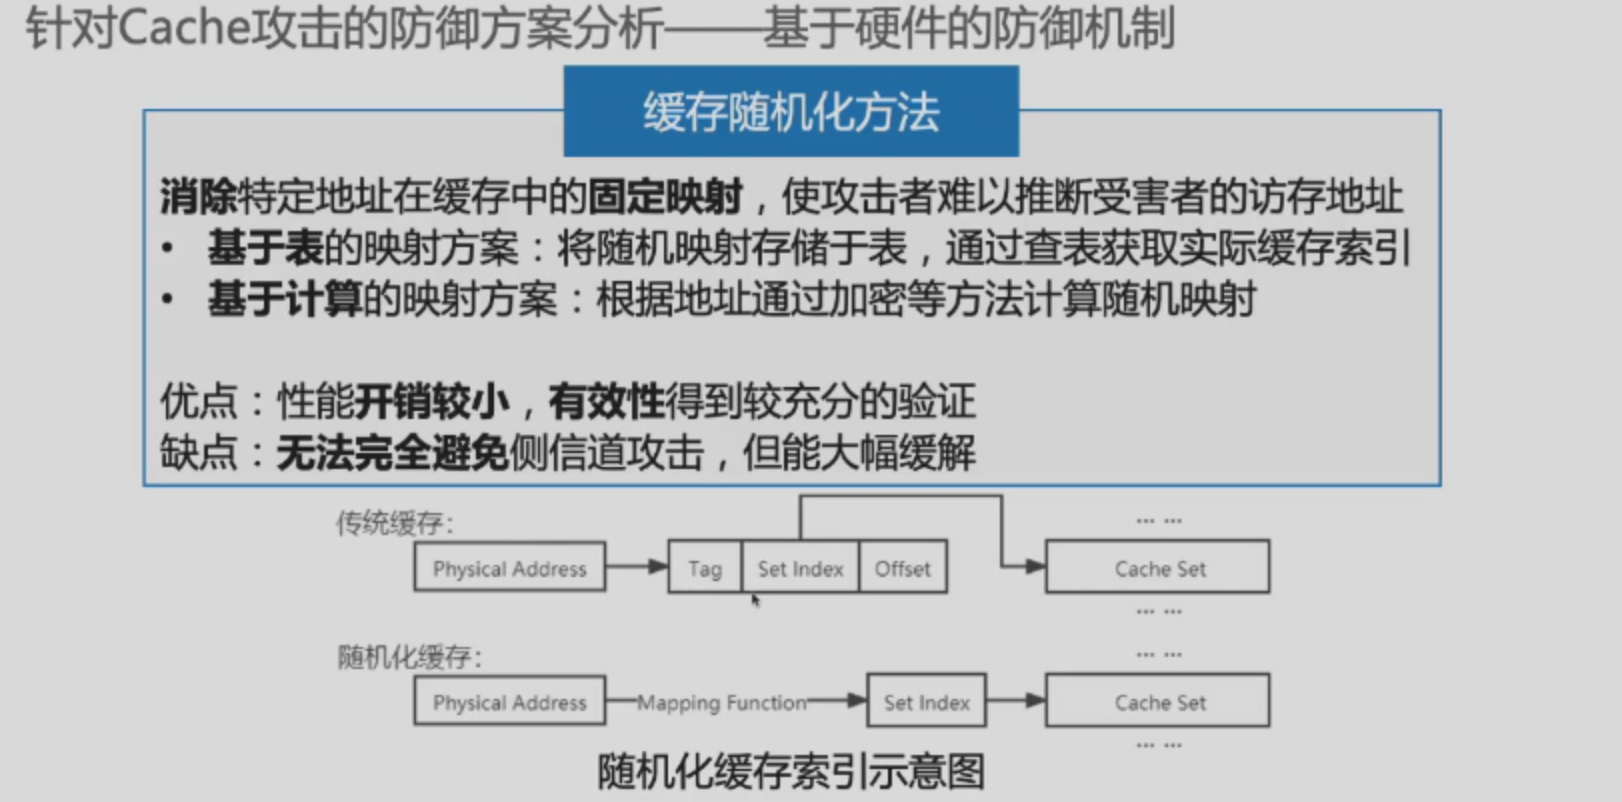 针对Cache攻击的防御方案分析——基于硬件的防御机制
缓存随机化方法
消除特定地址在缓存中的固定映射，使攻击者难以推断受害者的访存地址
• 基于表的映射方案：将随机映射存储于表，通过查表获取实际缓存索引
• 基于计算的映射方案：根据地址通过加密等方法计算随机映射
优点：性能开销较小，有效性得到较充分的验证
缺点：无法完全避免侧信道攻击，但能大幅缓解
传统缓存：
... ...
Physical Address Tag Set Index Offset Cache Set
... ...
随机化缓存：
... ...
Physical Address Mapping Function Set Index Cache Set
... ...
随机化缓存索引示意图